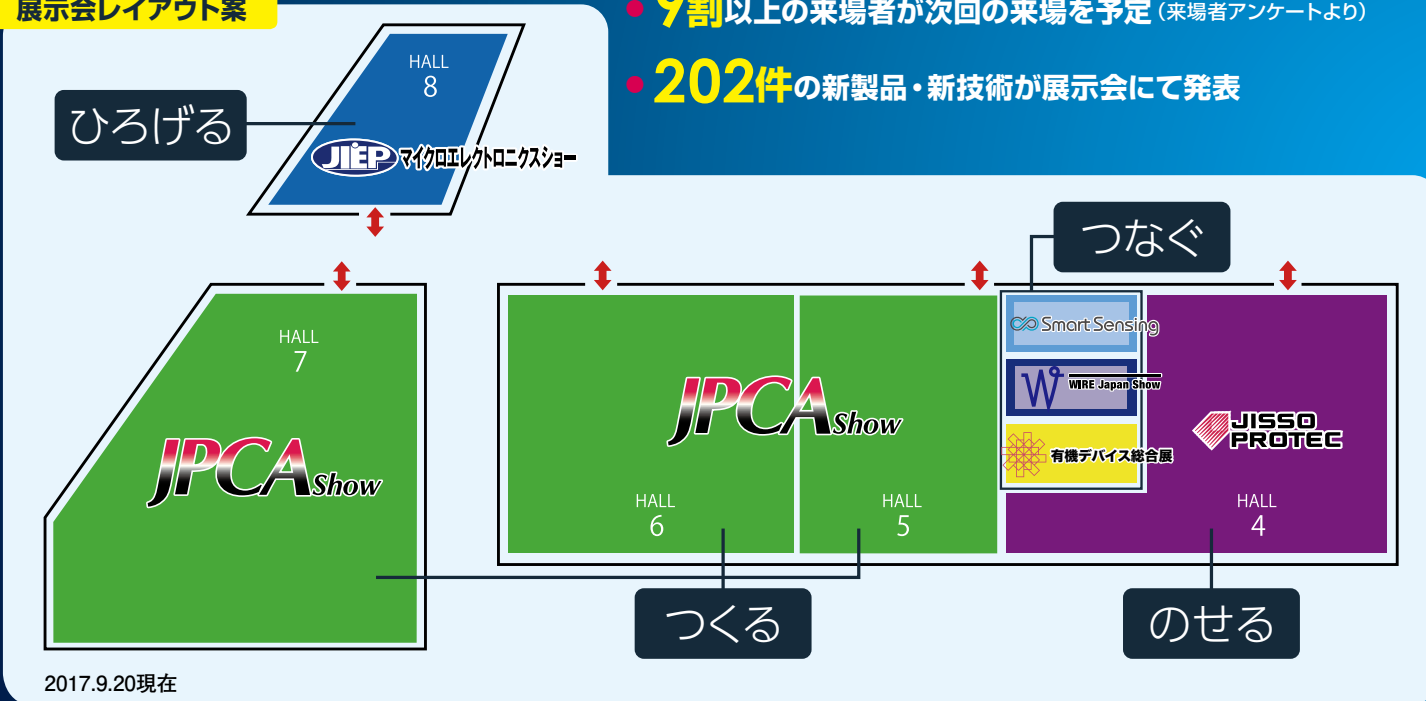 展示会レイアウト案
9割以上の来場者が次回の来場を予定(来場者アンケートより)
202件の新製品・新技術が展示会にて発表
HALL
8
ひろげる
JIEP マイクロエレクトロニクスショー
つなぐ
HALL
7
JPCA Show
JPCA Show
HALL
6
HALL
5
Smart Sensing
W WIRE Japan Show
有機デバイス総合展
JISSO
PROTEC
HALL
4
つくる
のせる
2017.9.20現在